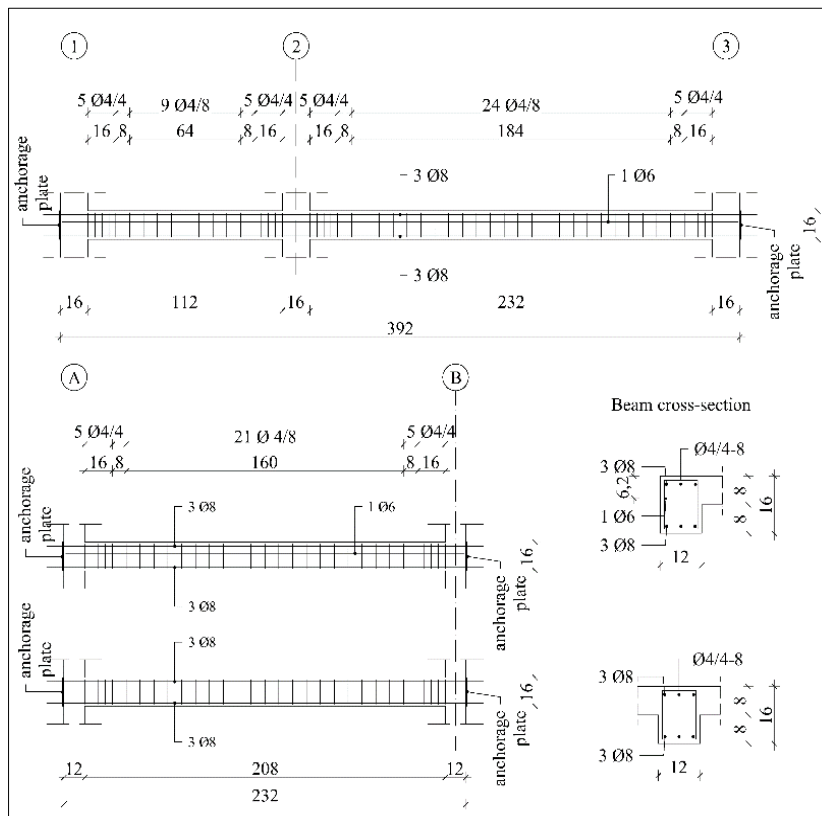 1 2 3
5 Ø4/4 9 Ø4/8 5 Ø4/4 5 Ø4/4 24 Ø4/8 5 Ø4/4
16 8 64 8 16 16 8 184 8 16
anchorage plate
3 Ø8
1 Ø6
16
3 Ø8
anchorage plate
16 112 16 232 16
392
A B
5 Ø4/4 21 Ø 4/8 5 Ø4/4
16 8 160 8 16
anchorage plate
3 Ø8
1 Ø6
16
3 Ø8
anchorage plate
anchorage plate
3 Ø8
16
3 Ø8
anchorage plate
12 208 12
232
Beam cross-section
Ø4/4-8
3 Ø8
6,2
1 Ø6
3 Ø8
8
8
16
12
Ø4/4-8
3 Ø8
8
8
16
3 Ø8
12